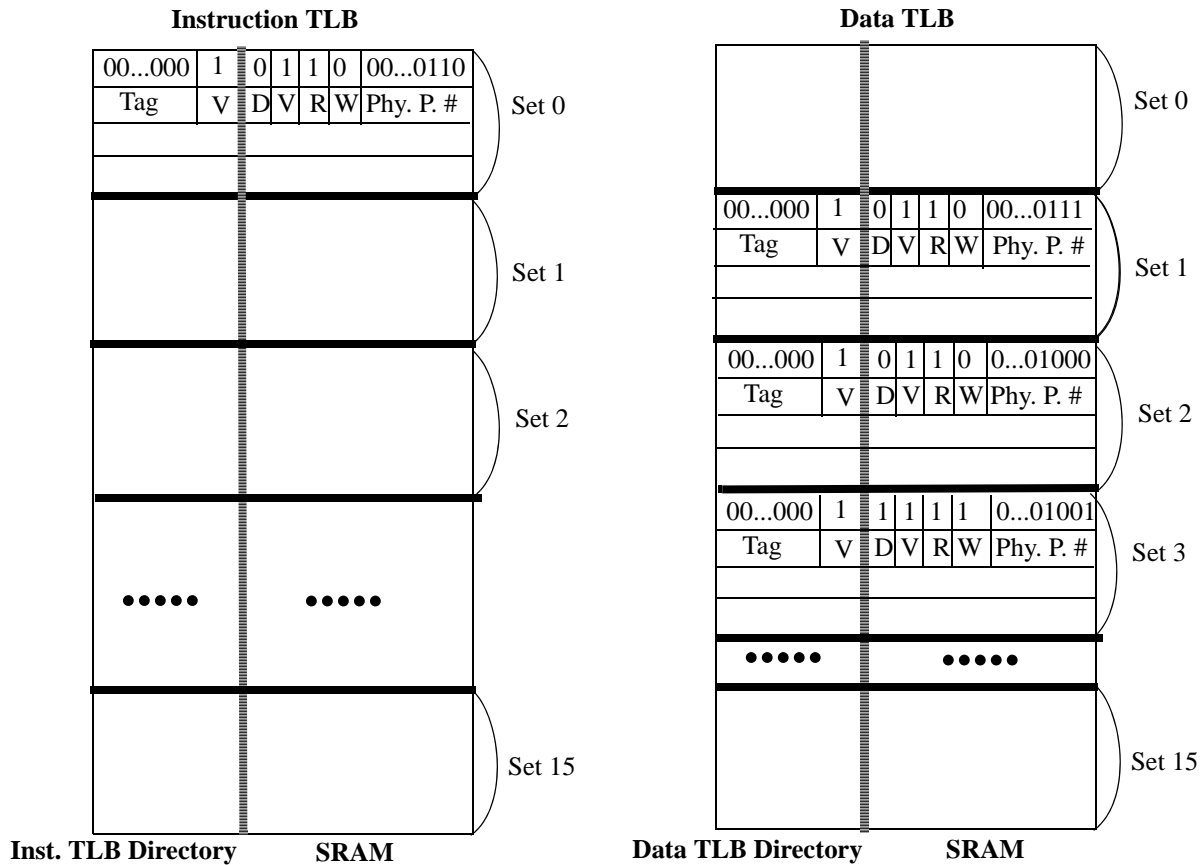 Instruction TLB
00...000 1 0 1 1 0 00...0110
Tag V D V R W Phy. P. #
Set 0
Set 1
Set 2
●●●●● ●●●●●
Set 15
Inst. TLB Directory SRAM
Data TLB
Set 0
00...000 1 0 1 1 0 00...0111
Tag V D V R W Phy. P. #
Set 1
00...000 1 0 1 1 0 0...01000
Tag V D V R W Phy. P. #
Set 2
00...000 1 1 1 1 1 0...01001
Tag V D V R W Phy. P. #
Set 3
●●●●● ●●●●●
Set 15
Data TLB Directory SRAM